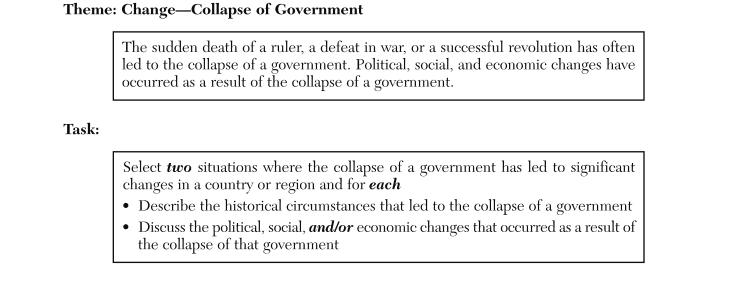 Theme: Change—Collapse of Government
The sudden death of a ruler, a defeat in war, or a successful revolution has often
led to the collapse of a government. Political, social, and economic changes have
occurred as a result of the collapse of a government.
Task:
Select two situations where the collapse of a government has led to significant
changes in a country or region and for each
• Describe the historical circumstances that led to the collapse of a government
• Discuss the political, social, and/or economic changes that occurred as a result of
the collapse of that government